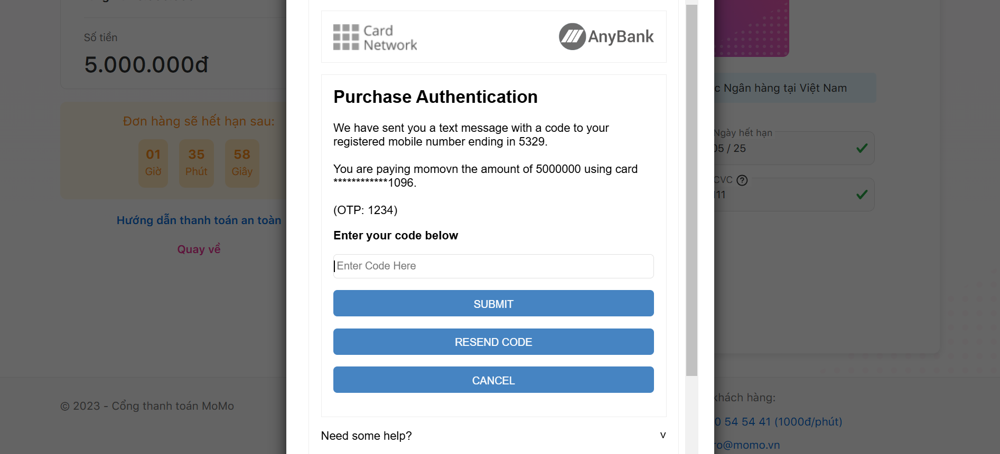 Số tiền
5.000.000đ
Đơn hàng sẽ hết hạn sau:
01 35 58
Giờ Phút Giây
Hướng dẫn thanh toán an toàn
Quay về
© 2023 - Cổng thanh toán MoMo
Card
Network
AnyBank
Purchase Authentication
We have sent you a text message with a code to your
registered mobile number ending in 5329.
You are paying momovn the amount of 5000000 using card
************1096.
(OTP: 1234)
Enter your code below
Enter Code Here
SUBMIT
RESEND CODE
CANCEL
Need some help?
v
c Ngân hàng tại Việt Nam
Ngày hết hạn
05 / 25
CVC ?
111
khách hàng:
0 54 54 41 (1000đ/phút)
ro@momo.vn